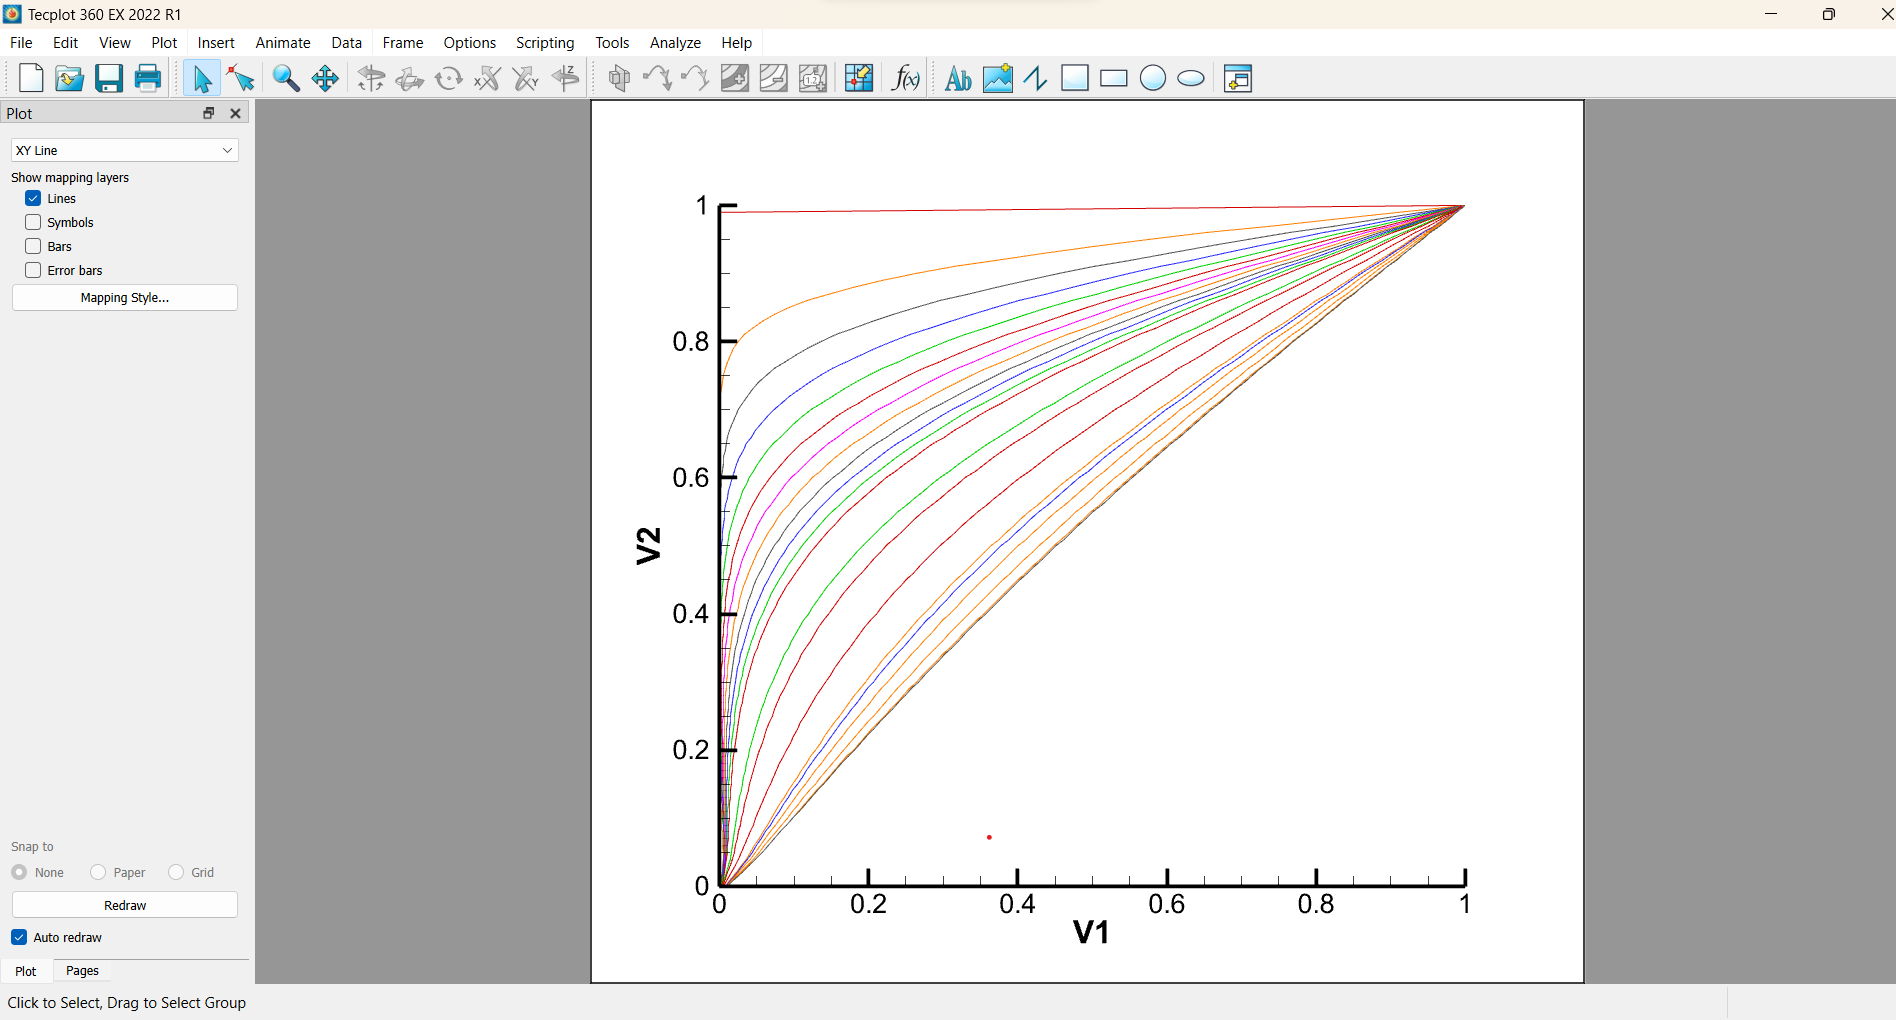 Tecplot 360 EX 2022 R1
File Edit View Plot Insert Animate Data Frame Options Scripting Tools Analyze Help
Plot
XY Line
Show mapping layers
Lines
Symbols
Bars
Error bars
Mapping Style...
Snap to
None Paper Grid
Redraw
Auto redraw
Plot Pages
Click to Select, Drag to Select Group
X
X Y
Z
1.2
f(x)
Ab
1
0.8
0.6
V2
0.4
0.2
0
0 0.2 0.4 0.6 0.8 1
V1